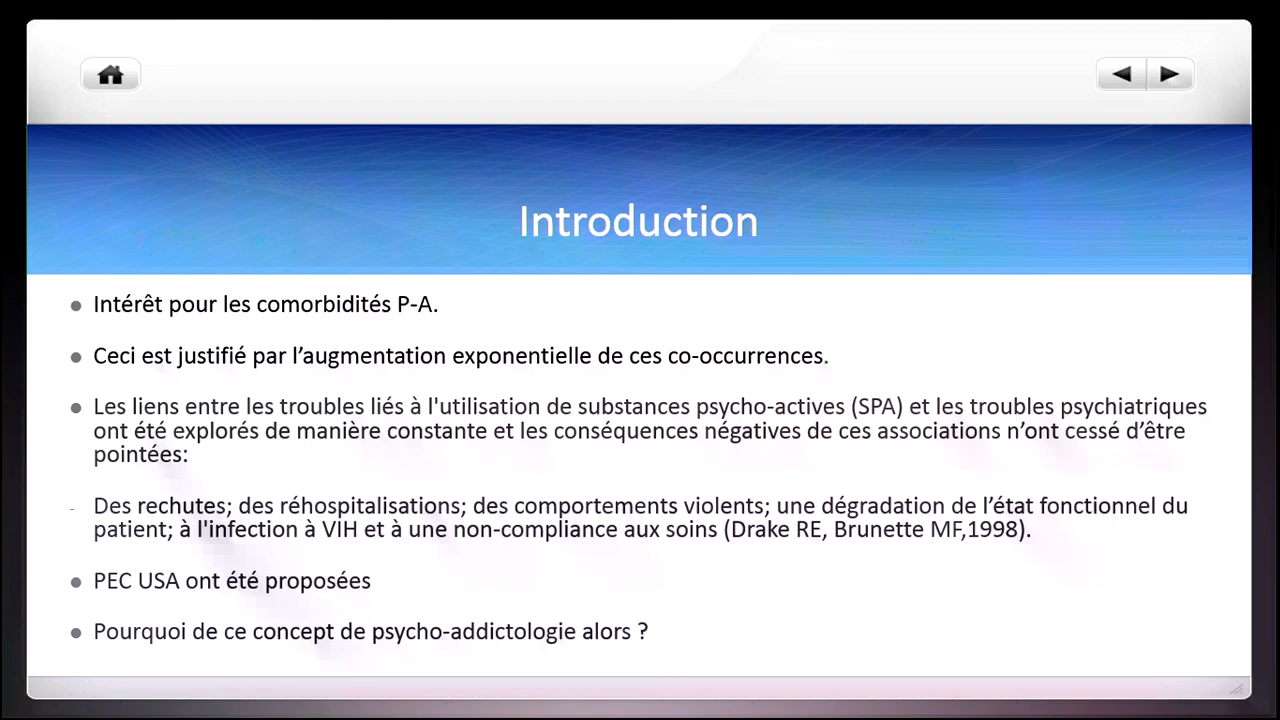 Introduction
Intérêt pour les comorbidités P-A.
Ceci est justifié par l’augmentation exponentielle de ces co-occurrences.
Les liens entre les troubles liés à l'utilisation de substances psycho-actives (SPA) et les troubles psychiatriques
ont été explorés de manière constante et les conséquences négatives de ces associations n’ont cessé d’être
pointées:
- Des rechutes; des réhospitalisations; des comportements violents; une dégradation de l’état fonctionnel du
patient; à l'infection à VIH et à une non-compliance aux soins (Drake RE, Brunette MF,1998).
PEC USA ont été proposées
Pourquoi de ce concept de psycho-addictologie alors ?